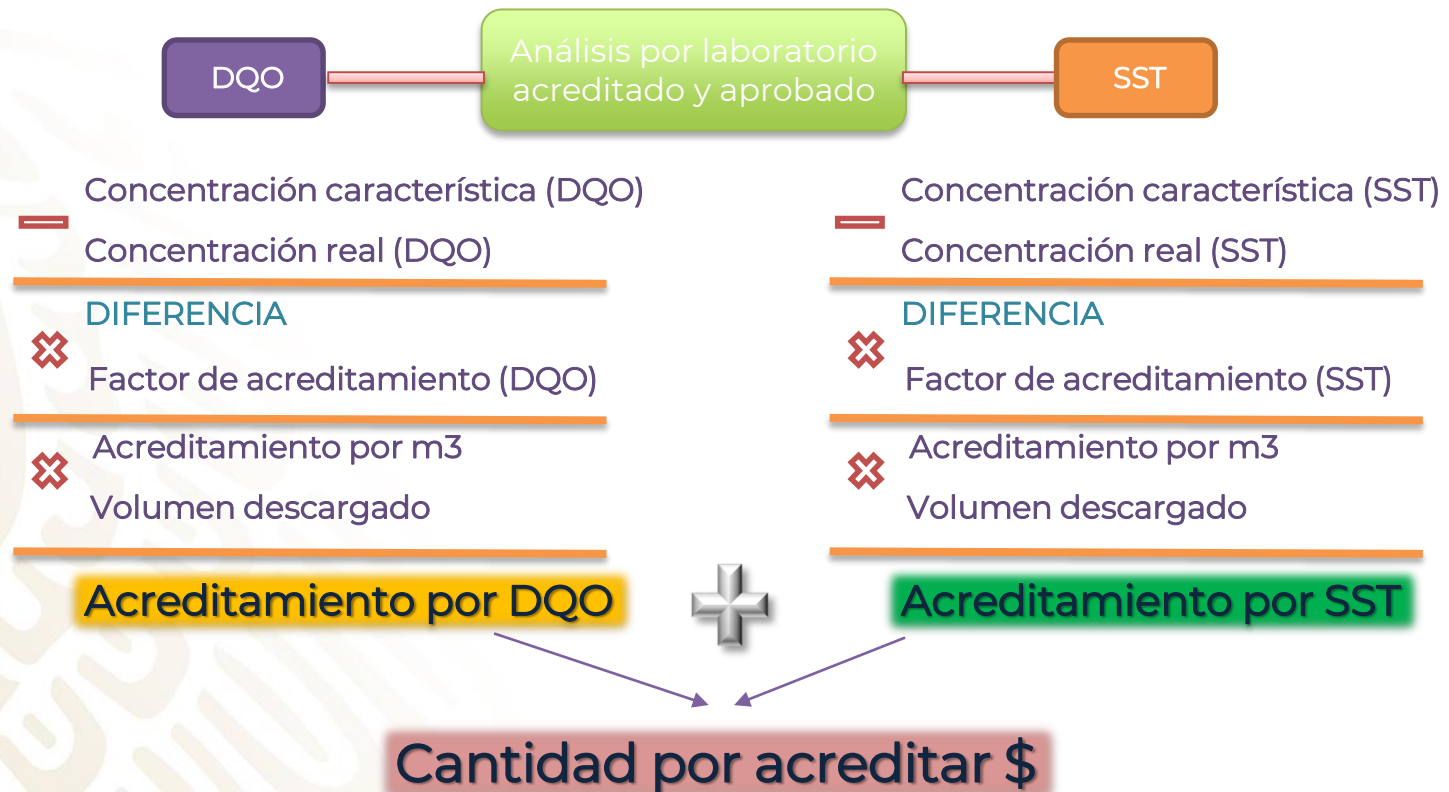 DQO
Análisis por laboratorio
acreditado y aprobado
SST
Concentración característica (DQO)
Concentración real (DQO)
DIFERENCIA
Factor de acreditamiento (DQO)
Acreditamiento por m3
Volumen descargado
Acreditamiento por DQO
Concentración característica (SST)
Concentración real (SST)
DIFERENCIA
Factor de acreditamiento (SST)
Acreditamiento por m3
Volumen descargado
Acreditamiento por SST
Cantidad por acreditar $